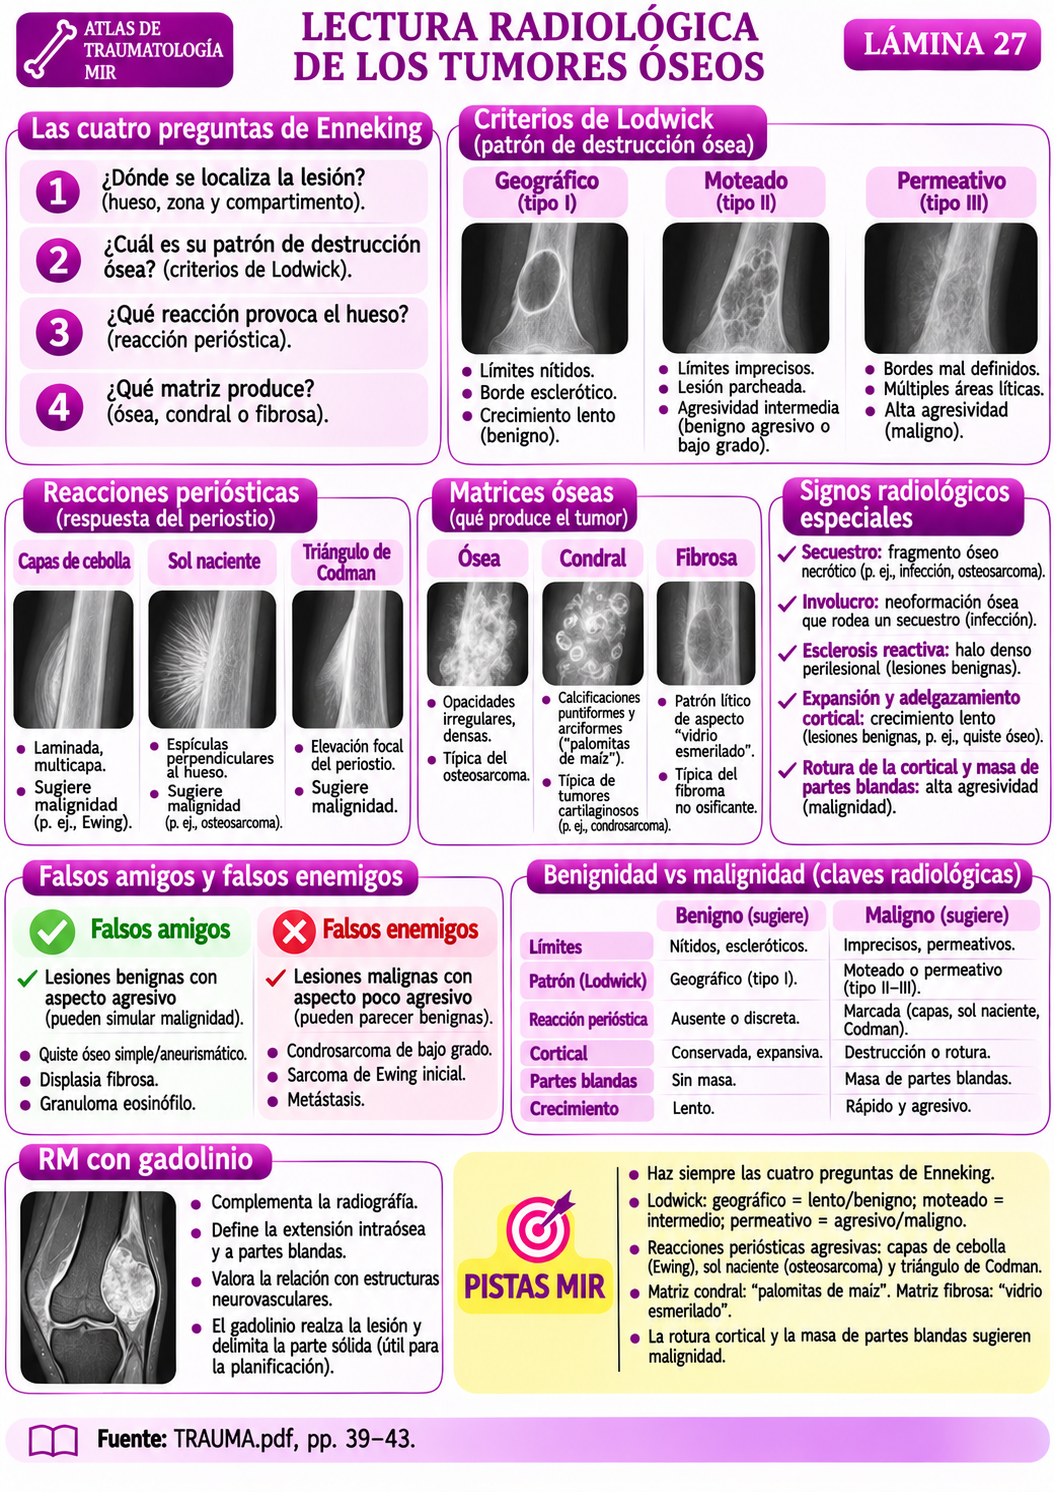 ATLAS DE
TRAUMATOLOGÍA
MIR
LECTURA RADIOLÓGICA
DE LOS TUMORES ÓSEOS
LÁMINA 27
Las cuatro preguntas de Enneking
1
¿Dónde se localiza la lesión?
(hueso, zona y compartimento).
2
¿Cuál es su patrón de destrucción
ósea? (criterios de Lodwick).
3
¿Qué reacción provoca el hueso?
(reacción perióstica).
4
¿Qué matriz produce?
(ósea, condral o fibrosa).
Criterios de Lodwick
(patrón de destrucción ósea)
Geográfico
(tipo I)
• Límites nítidos.
• Borde esclerótico.
• Crecimiento lento
(benigno).
Moteado
(tipo II)
• Límites imprecisos.
• Lesión parcheada.
• Agresividad intermedia
(benigno agresivo o
bajo grado).
Permeativo
(tipo III)
• Bordes mal definidos.
• Múltiples áreas líticas.
• Alta agresividad
(maligno).
Reacciones periósticas
(respuesta del periostio)
Capas de cebolla
• Laminada,
multicapa.
• Sugiere
malignidad
(p. ej., Ewing).
Sol naciente
• Espículas
perpendiculares
al hueso.
• Sugiere
malignidad
(p. ej., osteosarcoma).
Triángulo de
Codman
• Elevación focal
del periostio.
• Sugiere
malignidad.
Matrices óseas
(qué produce el tumor)
Ósea
• Opacidades
irregulares,
densas.
• Típica del
osteosarcoma.
Condral
• Calcificaciones
puntiformes y
arciformes
("palomitas
de maíz").
• Típica de
tumores
cartilaginosos
(p. ej., condrosarcoma).
Fibrosa
• Patrón lítico
de aspecto
"vidrio
esmerilado".
• Típica del
fibroma
no osificante.
Signos radiológicos
especiales
✓ Secuestro: fragmento óseo
necrótico (p. ej., infección, osteosarcoma).
✓ Involucro: neoformación ósea
que rodea un secuestro (infección).
✓ Esclerosis reactiva: halo denso
perilesional (lesiones benignas).
✓ Expansión y adelgazamiento
cortical: crecimiento lento
(lesiones benignas, p. ej., quiste óseo).
✓ Rotura de la cortical y masa de
partes blandas: alta agresividad
(malignidad).
Falsos amigos y falsos enemigos
Falsos amigos
✓ Lesiones benignas con
aspecto agresivo
(pueden simular malignidad).
• Quiste óseo simple/aneurismático.
• Displasia fibrosa.
• Granuloma eosinófilo.
Falsos enemigos
✓ Lesiones malignas con
aspecto poco agresivo
(pueden parecer benignas).
• Condrosarcoma de bajo grado.
• Sarcoma de Ewing inicial.
• Metástasis.
Benignidad vs malignidad (claves radiológicas)
Benigno (sugiere) Maligno (sugiere)
Límites Nítidos, escleróticos. Imprecisos, permeativos.
Patrón (Lodwick) Geográfico (tipo I). Moteado o permeativo
(tipo II–III).
Reacción perióstica Ausente o discreta. Marcada (capas, sol naciente,
Codman).
Cortical Conservada, expansiva. Destrucción o rotura.
Partes blandas Sin masa. Masa de partes blandas.
Crecimiento Lento. Rápido y agresivo.
RM con gadolinio
• Complementa la radiografía.
• Define la extensión intraósea
y a partes blandas.
• Valora la relación con estructuras
neurovasculares.
• El gadolinio realza la lesión y
delimita la parte sólida (útil para
la planificación).
PISTAS MIR
• Haz siempre las cuatro preguntas de Enneking.
• Lodwick: geográfico = lento/benigno; moteado =
intermedio; permeativo = agresivo/maligno.
• Reacciones periósticas agresivas: capas de cebolla
(Ewing), sol naciente (osteosarcoma) y triángulo de Codman.
• Matriz condral: "palomitas de maíz". Matriz fibrosa: "vidrio
esmerilado".
• La rotura cortical y la masa de partes blandas sugieren
malignidad.
Fuente: TRAUMA.pdf, pp. 39–43.